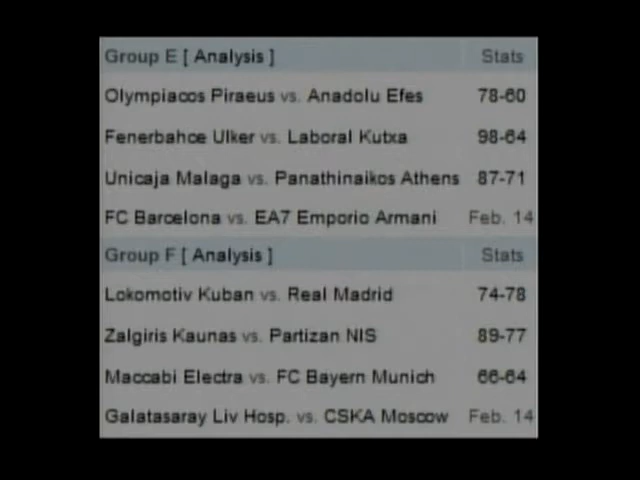 Group E [ Analysis ] Stats
Olympiacos Piraeus vs. Anadolu Efes 78-60
Fenerbahce Ulker vs. Laboral Kutxa 98-64
Unicaja Malaga vs. Panathinaikos Athens 87-71
FC Barcelona vs. EA7 Emporio Armani Feb. 14
Group F [ Analysis ] Stats
Lokomotiv Kuban vs. Real Madrid 74-78
Zalgiris Kaunas vs. Partizan NIS 89-77
Maccabi Electra vs. FC Bayern Munich 66-64
Galatasaray Liv Hosp. vs. CSKA Moscow Feb. 14